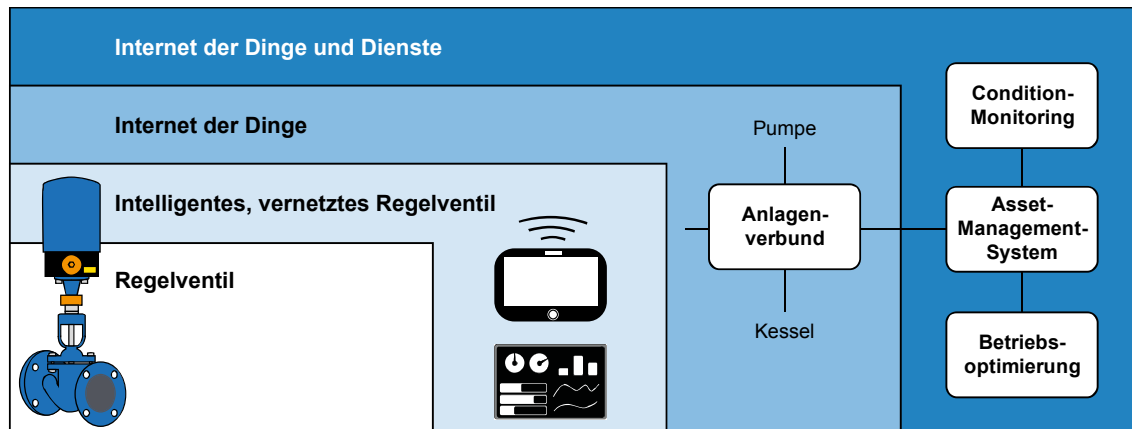 Internet der Dinge und Dienste
Internet der Dinge
Intelligentes, vernetztes Regelventil
Regelventil
Pumpe
Anlagen-
verbund
Kessel
Condition-
Monitoring
Asset-
Management-
System
Betriebs-
optimierung